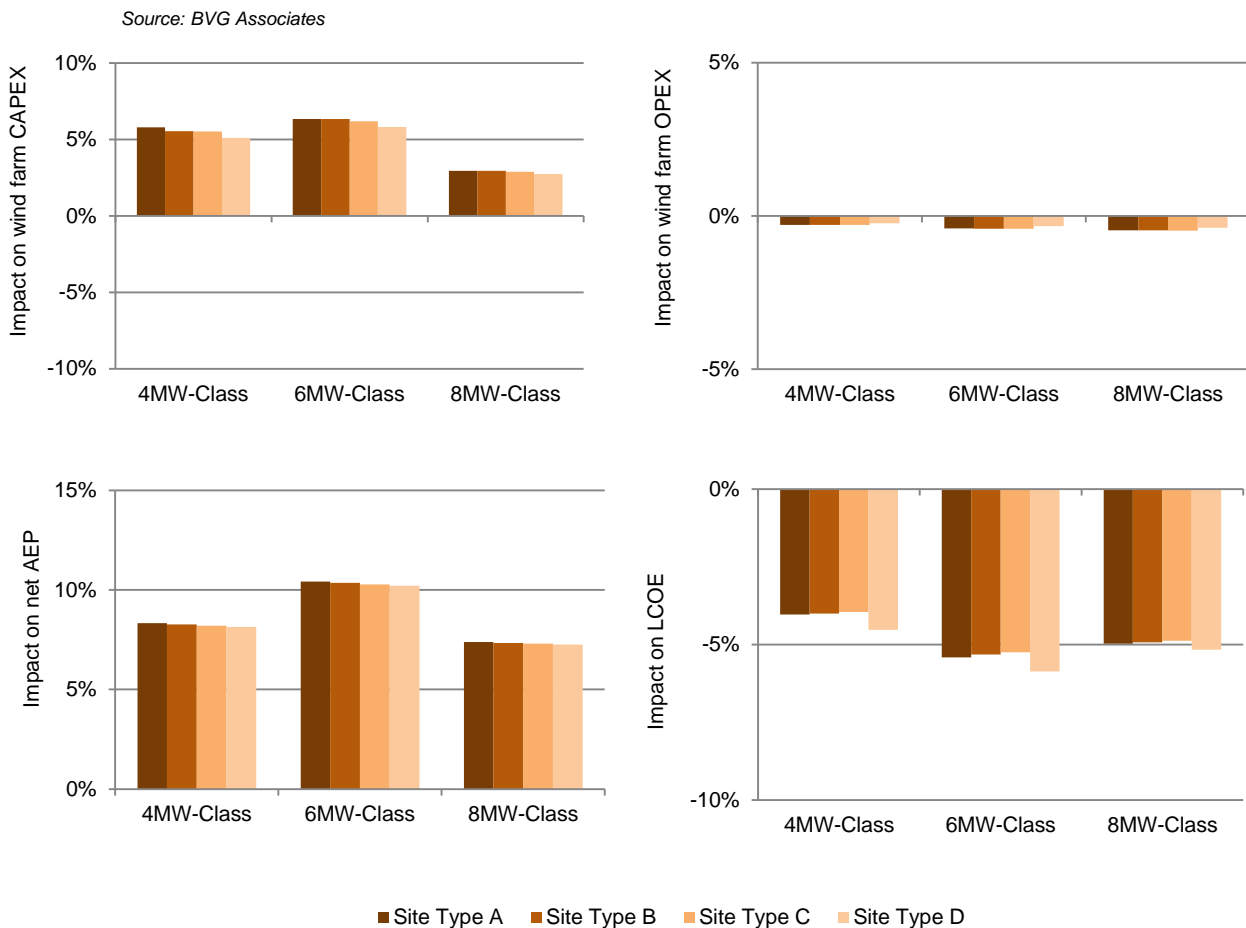 Source: BVG Associates
Impact on wind farm CAPEX
10%
5%
0%
-5%
-10%
4MW-Class 6MW-Class 8MW-Class
Impact on wind farm OPEX
5%
0%
-5%
4MW-Class 6MW-Class 8MW-Class
Impact on net AEP
15%
10%
5%
0%
4MW-Class 6MW-Class 8MW-Class
Impact on LCOE
0%
-5%
-10%
4MW-Class 6MW-Class 8MW-Class
Site Type A Site Type B Site Type C Site Type D